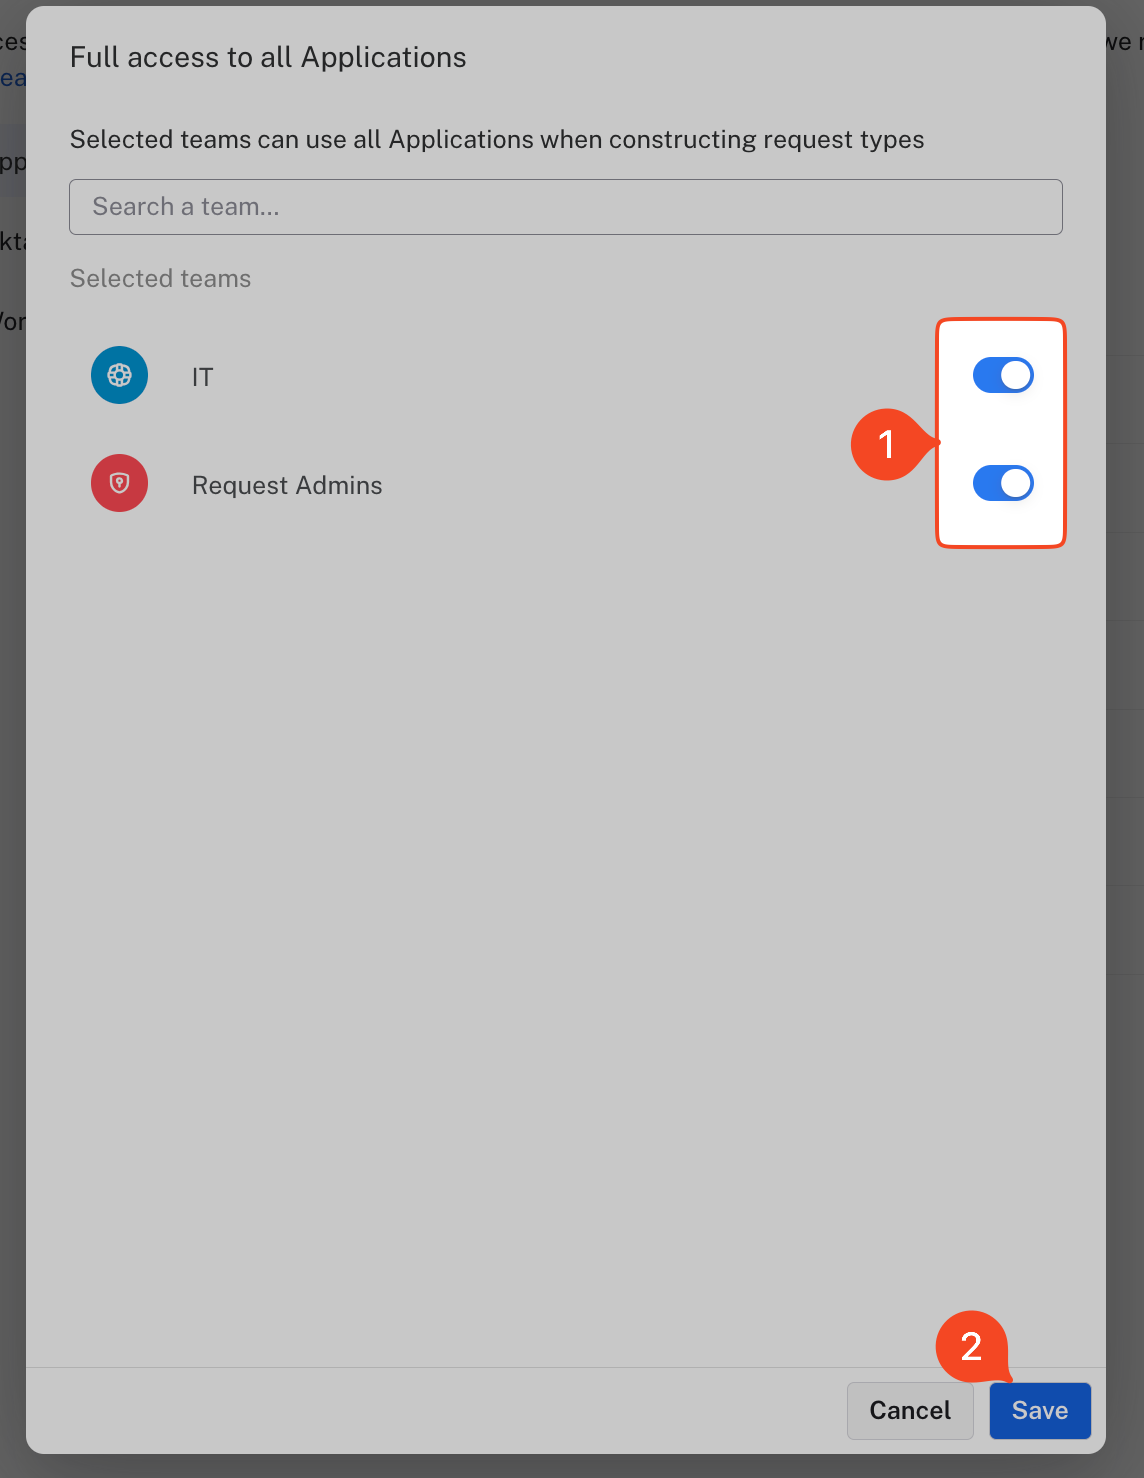 Full access to all Applications
Selected teams can use all Applications when constructing request types
Search a team...
Selected teams
IT
1
Request Admins
2
Cancel
Save